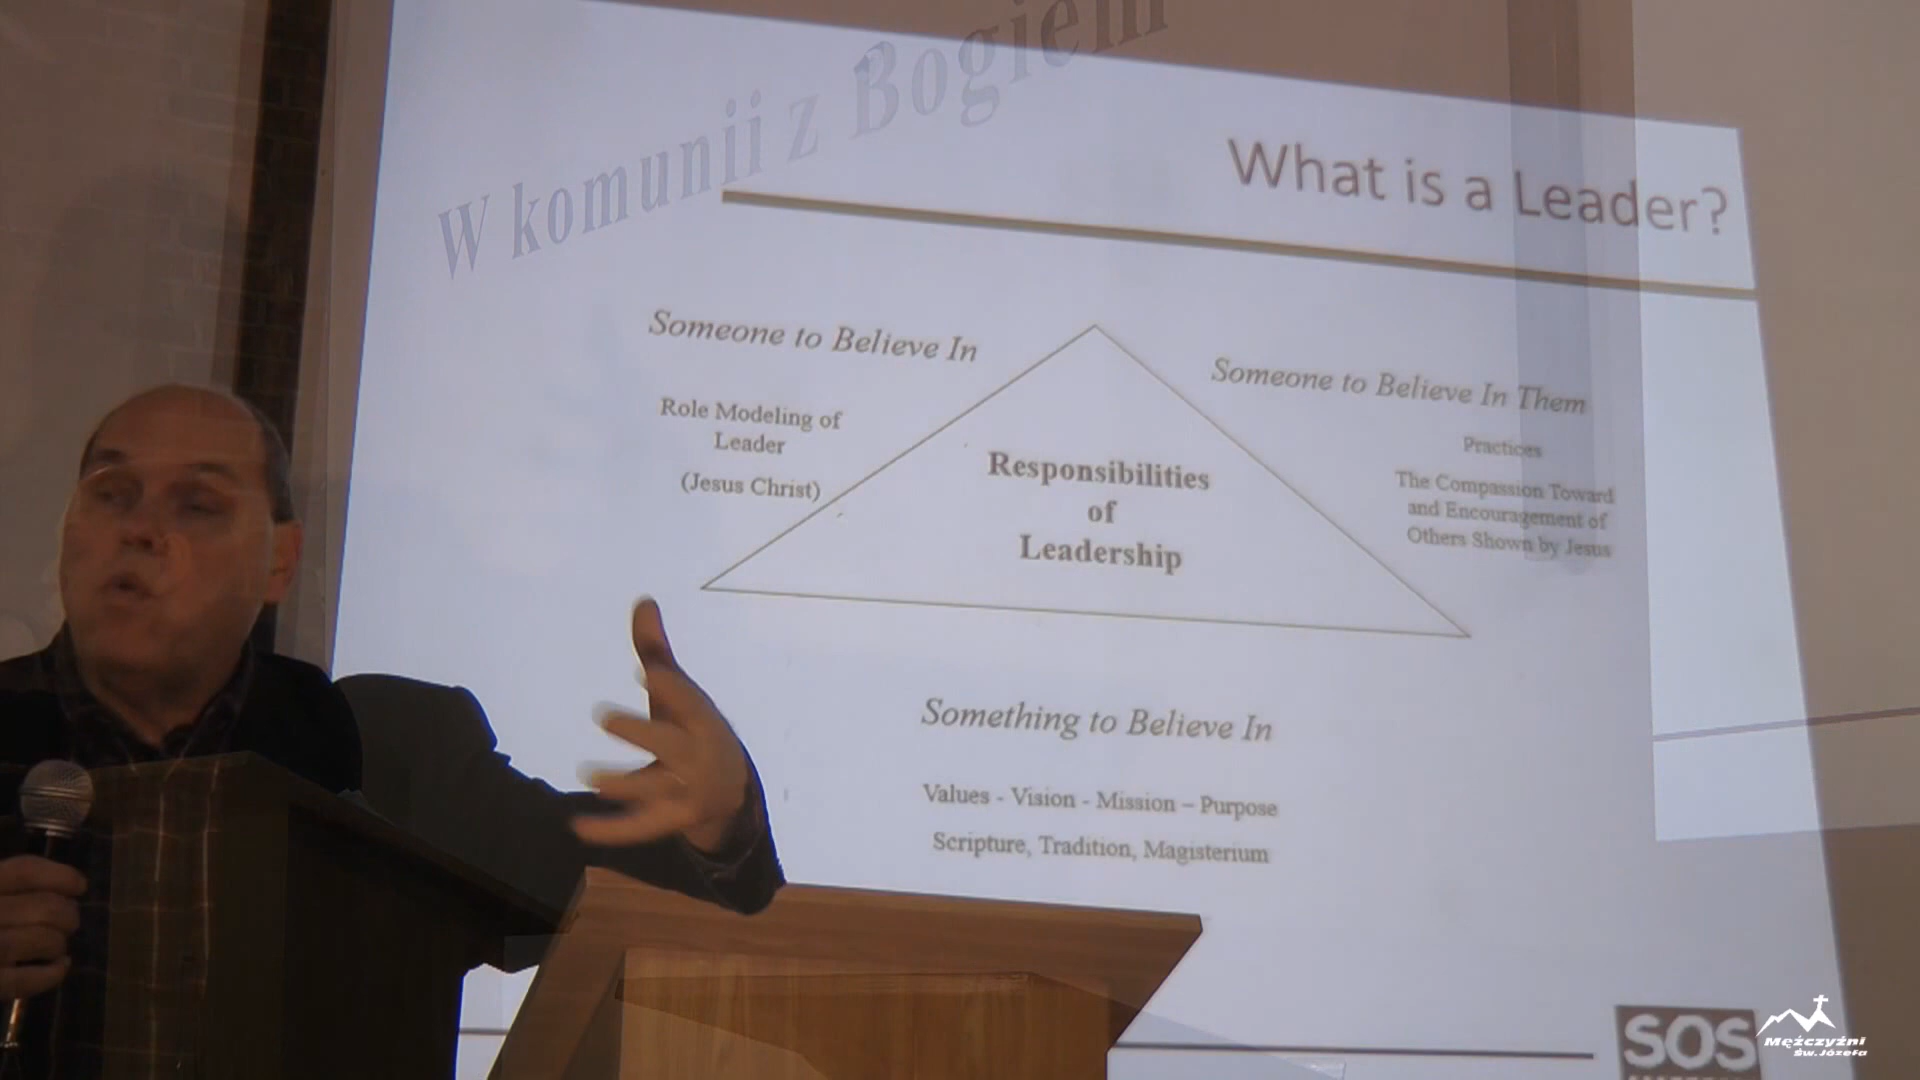 W komunii z Bogiem
What is a Leader?
Someone to Believe In
Role Modeling of
Leader
(Jesus Christ)
Someone to Believe In Them
Practices
The Compassion Toward
and Encouragement of
Others Shown by Jesus
Responsibilities
of
Leadership
Something to Believe In
Values - Vision - Mission – Purpose
Scripture, Tradition, Magisterium
SOS
Mężczyźni
Św. Józefa